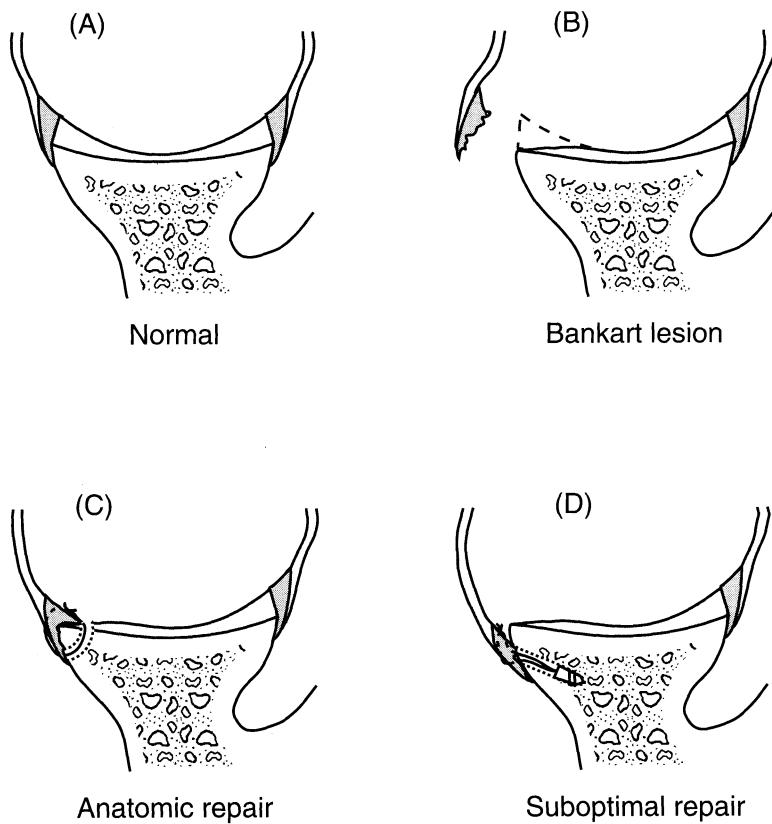 (A)
(B)
Normal
Bankart lesion
(C)
(D)
Anatomic repair
Suboptimal repair